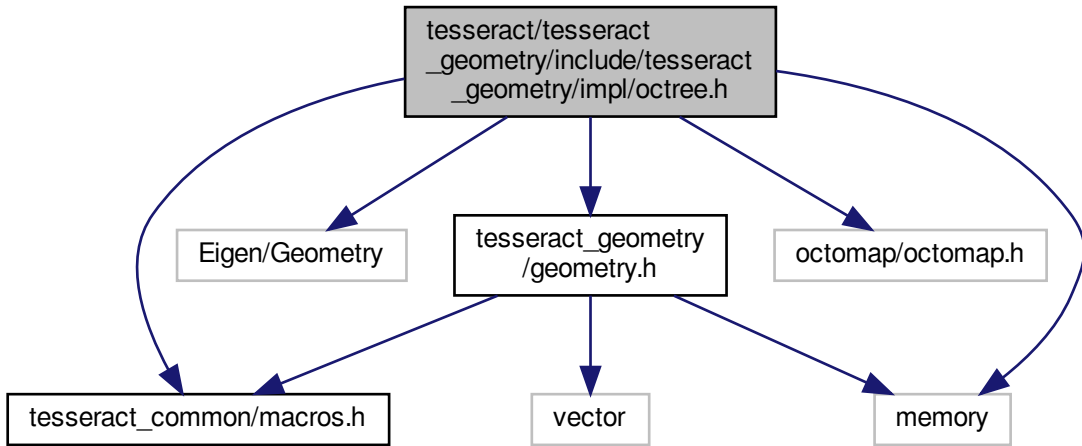 tesseract/tesseract
_geometry/include/tesseract
_geometry/impl/octree.h
Eigen/Geometry
tesseract_geometry
/geometry.h
octomap/octomap.h
tesseract_common/macros.h
vector
memory